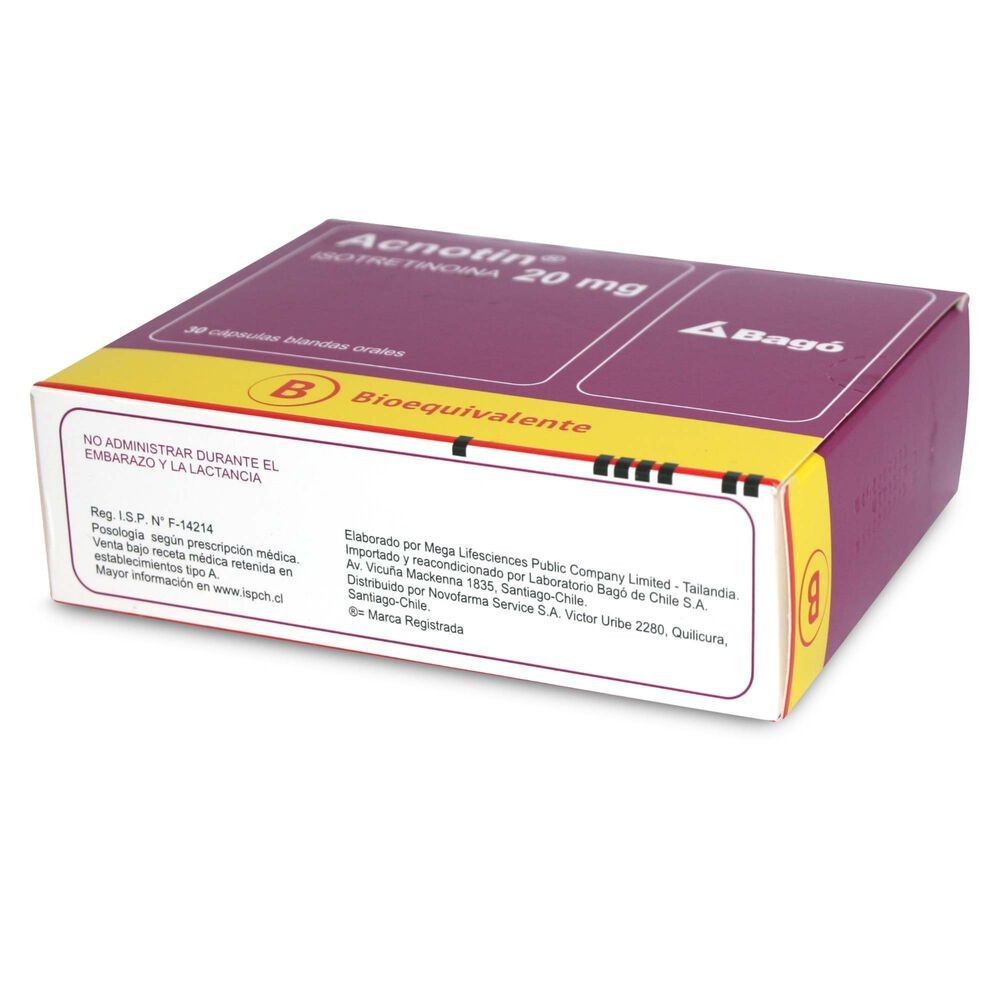 Acnotin®
ISOTRETINOINA 20 mg
30 cápsulas blandas orales
Bagó
B Bioequivalente
NO ADMINISTRAR DURANTE EL
EMBARAZO Y LA LACTANCIA
Reg. I.S.P. N° F-14214
Posología según prescripción médica.
Venta bajo receta médica retenida en
establecimientos tipo A.
Mayor información en www.ispch.cl
Elaborado por Mega Lifesciences Public Company Limited - Tailandia.
Importado y reacondicionado por Laboratorio Bagó de Chile S.A.
Av. Vicuña Mackenna 1835, Santiago-Chile.
Distribuido por Novofarma Service S.A. Victor Uribe 2280, Quilicura,
Santiago-Chile.
®= Marca Registrada
B